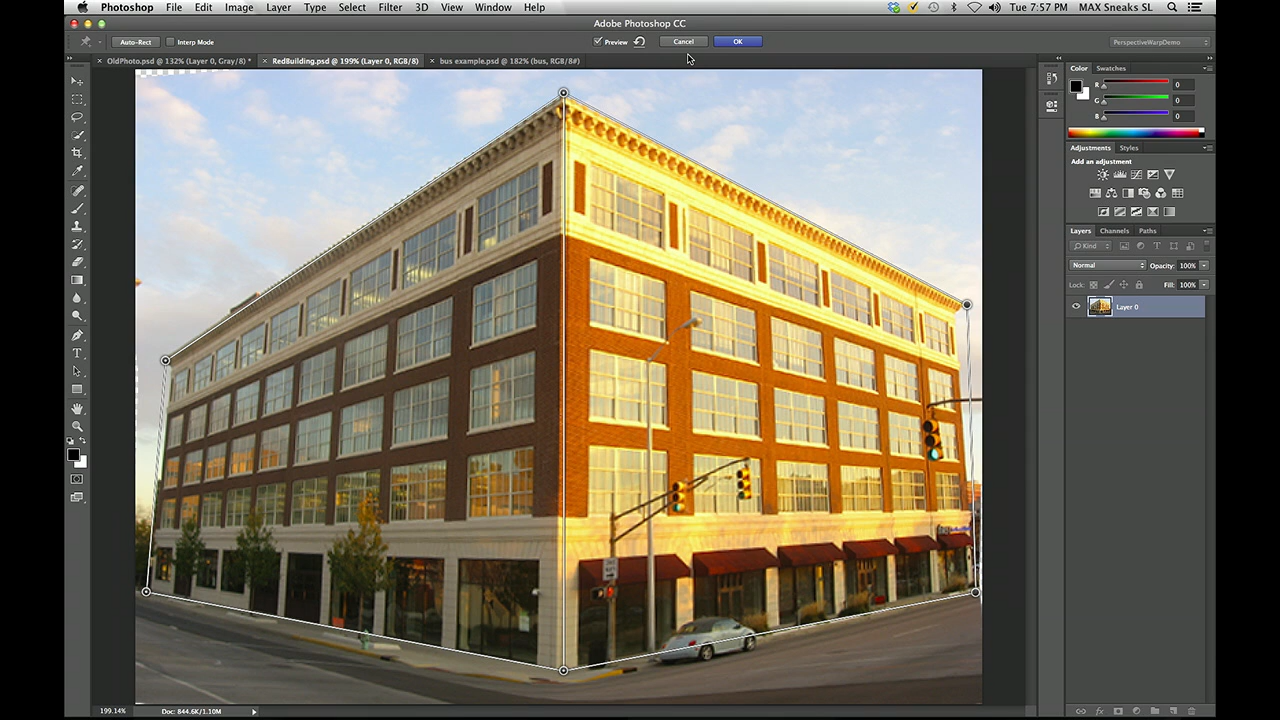 Photoshop File Edit Image Layer Type Select Filter 3D View Window Help Tue 7:57 PM MAX Sneaks SL
Adobe Photoshop CC
Auto-Rect Interp Mode Preview Cancel OK PerspectiveWarpDemo
× OldPhoto.psd @ 132% (Layer 0, Gray/8) * × RedBuilding.psd @ 199% (Layer 0, RGB/8) × bus example.psd @ 182% (bus, RGB/8#)
Color Swatches
R 0
G 0
B 0
Adjustments Styles
Add an adjustment
Layers Channels Paths
Kind
Normal Opacity: 100%
Lock: Fill: 100%
Layer 0
199.14% Doc: 844.6K/1.10M